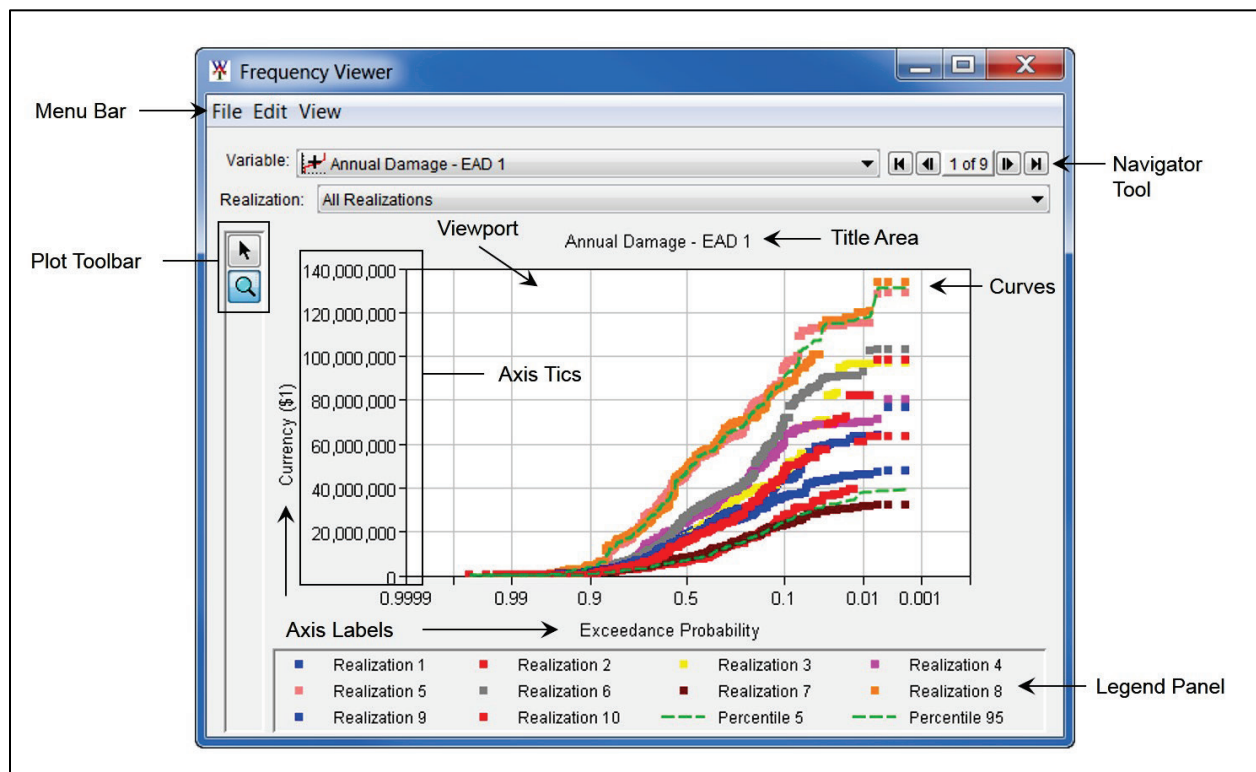 Frequency Viewer
Menu Bar
File Edit View
Variable: Annual Damage - EAD 1 1 of 9
Navigator
Tool
Realization: All Realizations
Viewport
Annual Damage - EAD 1
Title Area
Plot Toolbar
140,000,000
Curves
120,000,000
100,000,000
Axis Tics
80,000,000
60,000,000
40,000,000
20,000,000
0
Currency ($1)
0.9999 0.99 0.9 0.5 0.1 0.01 0.001
Axis Labels
Exceedance Probability
Realization 1 Realization 2 Realization 3 Realization 4
Realization 5 Realization 6 Realization 7 Realization 8
Legend Panel
Realization 9 Realization 10 Percentile 5 Percentile 95